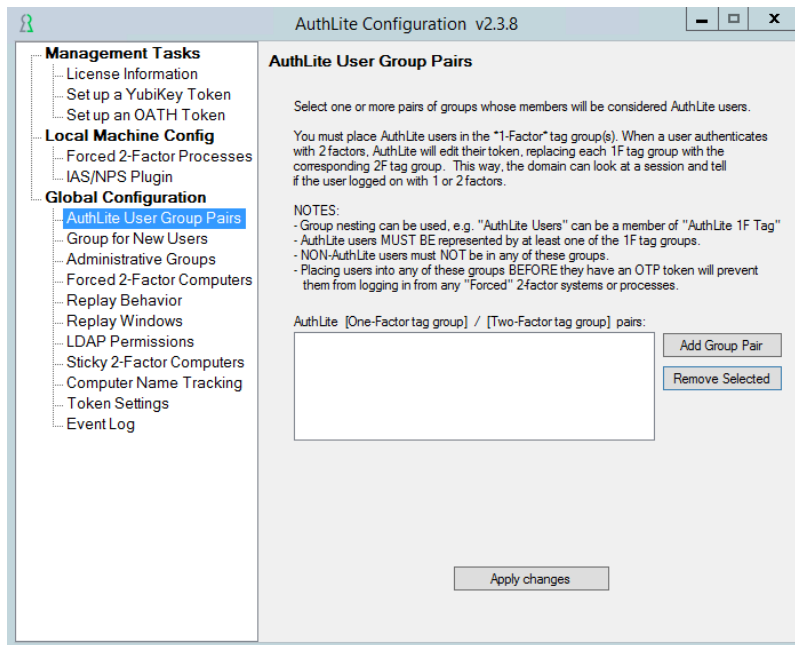 AuthLite Configuration v2.3.8
Management Tasks
License Information
Set up a YubiKey Token
Set up an OATH Token
Local Machine Config
Forced 2-Factor Processes
IAS/NPS Plugin
Global Configuration
AuthLite User Group Pairs
Group for New Users
Administrative Groups
Forced 2-Factor Computers
Replay Behavior
Replay Windows
LDAP Permissions
Sticky 2-Factor Computers
Computer Name Tracking
Token Settings
Event Log
AuthLite User Group Pairs
Select one or more pairs of groups whose members will be considered AuthLite users.
You must place AuthLite users in the "1-Factor" tag group(s). When a user authenticates
with 2 factors, AuthLite will edit their token, replacing each 1F tag group with the
corresponding 2F tag group. This way, the domain can look at a session and tell
if the user logged on with 1 or 2 factors.
NOTES:
- Group nesting can be used, e.g. "AuthLite Users" can be a member of "AuthLite 1F Tag"
- AuthLite users MUST BE represented by at least one of the 1F tag groups.
- NON-AuthLite users must NOT be in any of these groups.
- Placing users into any of these groups BEFORE they have an OTP token will prevent
them from logging in from any "Forced" 2-factor systems or processes.
AuthLite [One-Factor tag group] / [Two-Factor tag group] pairs:
Add Group Pair
Remove Selected
Apply changes